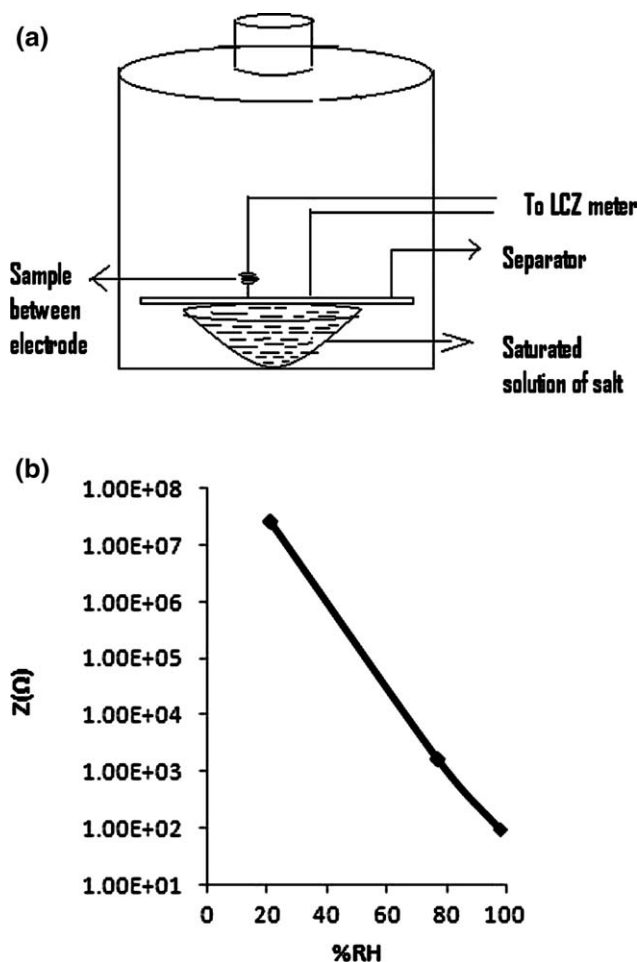 (a)
To LCZ meter
Separator
Sample
between
electrode
Saturated
solution of salt
(b)
1.00E+08
1.00E+07
1.00E+06
1.00E+05
1.00E+04
1.00E+03
1.00E+02
1.00E+01
Z(Ω)
0 20 40 60 80 100
%RH